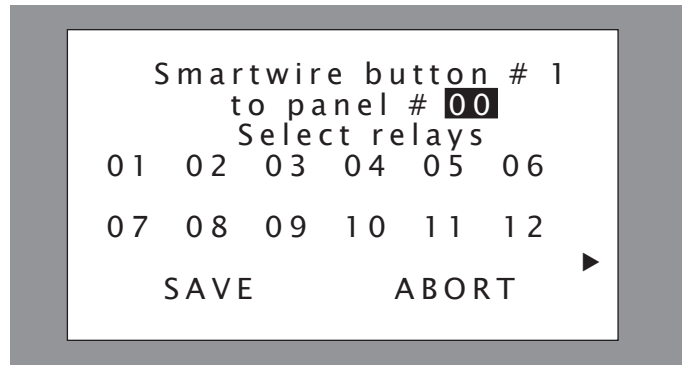 Smartwire button # 1
to panel # 00
Select relays
01 02 03 04 05 06
07 08 09 10 11 12
SAVE ABORT